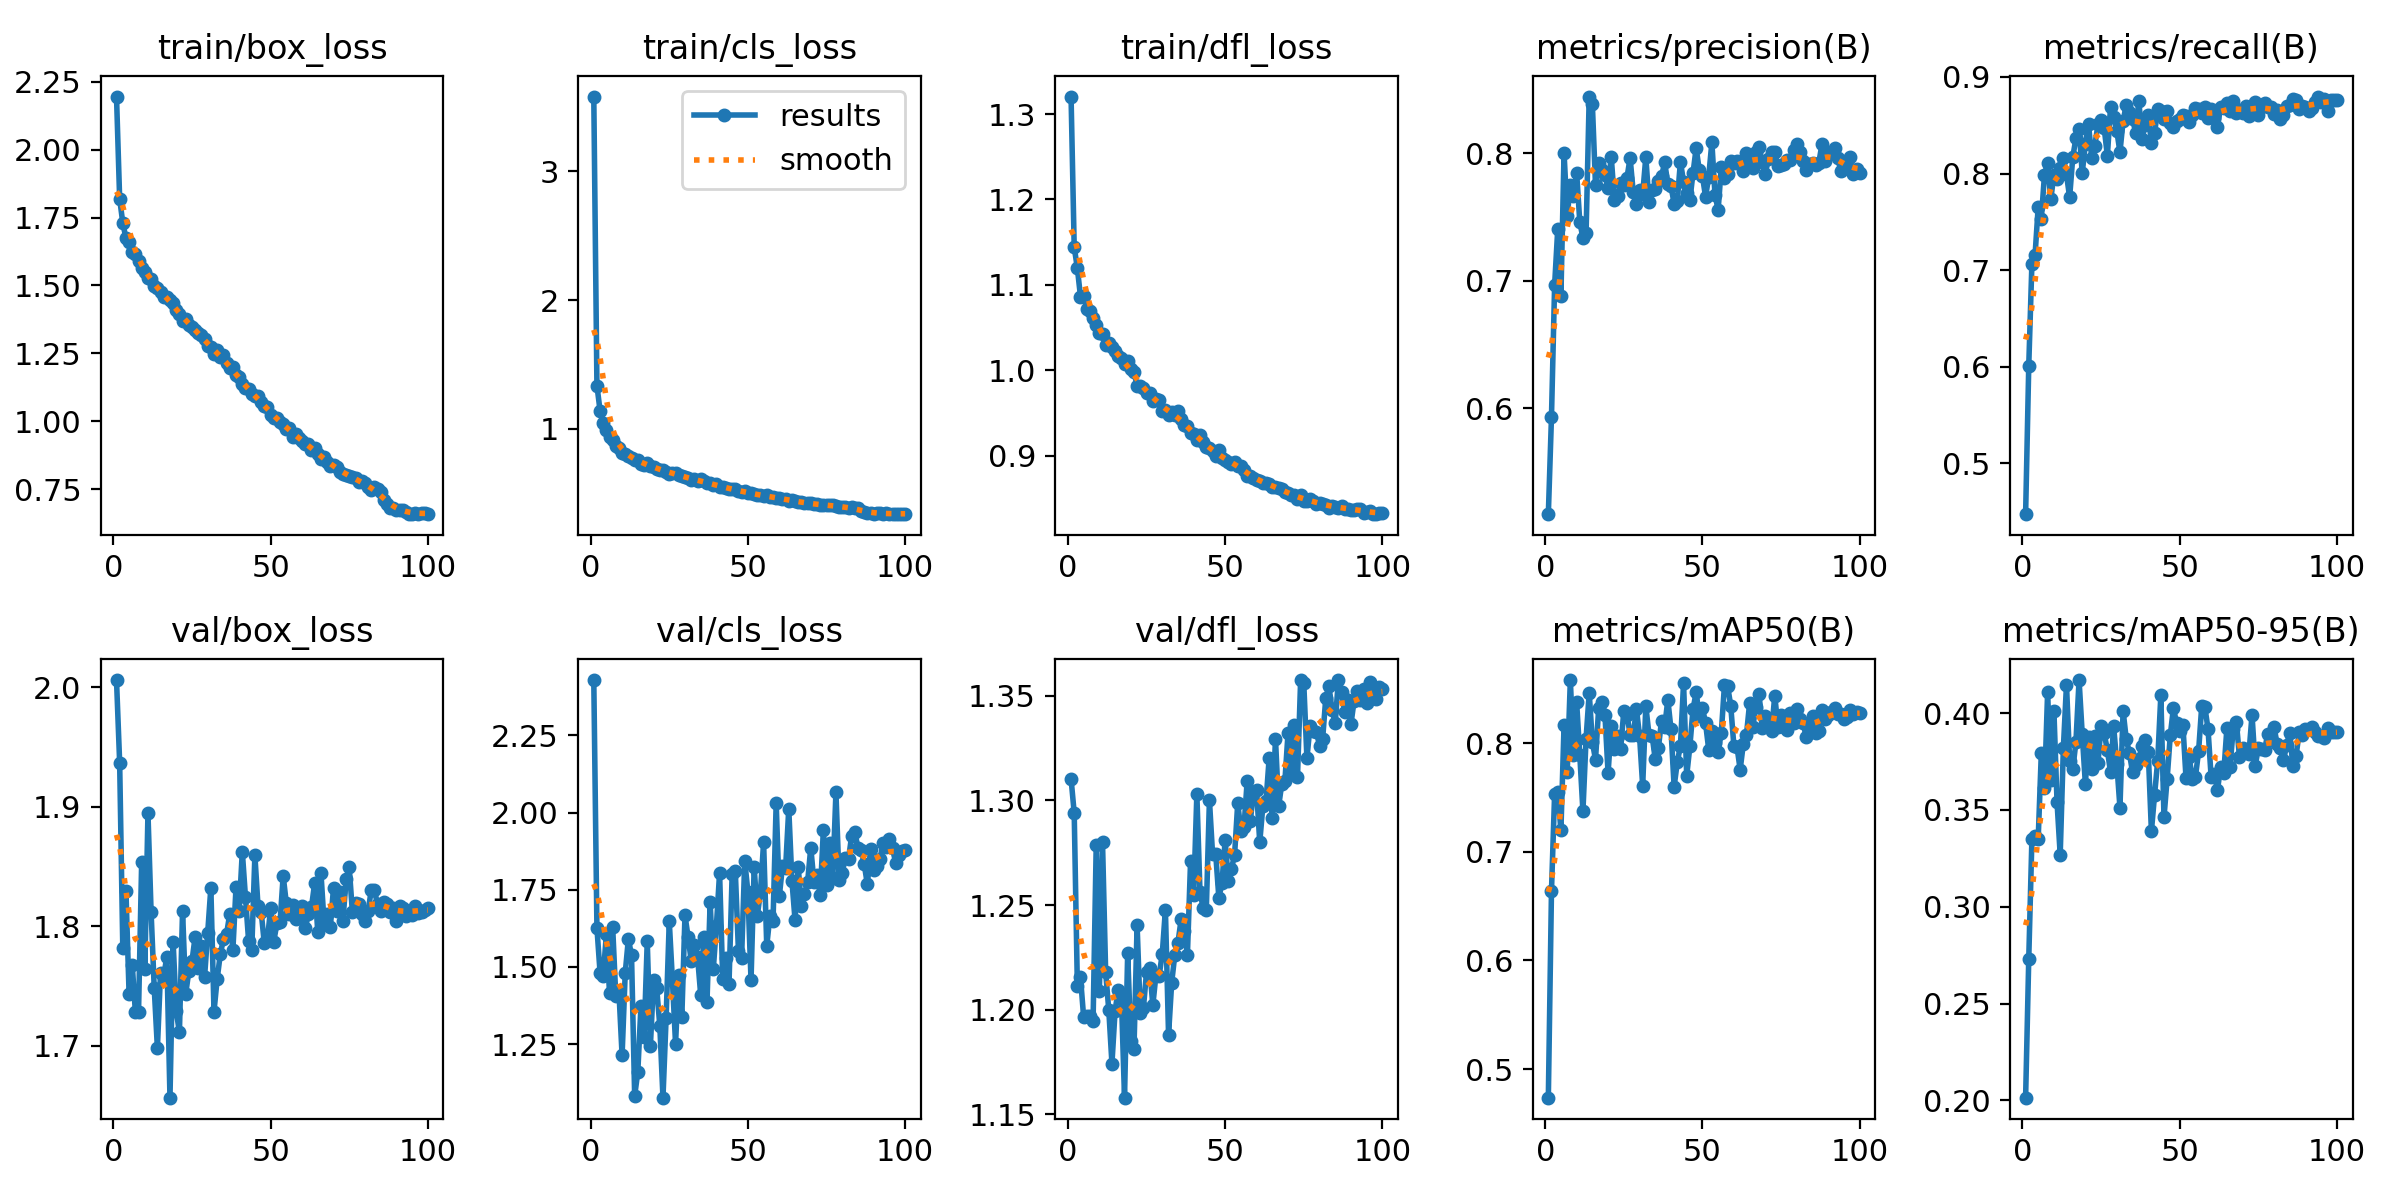 train/box_loss
2.25
2.00
1.75
1.50
1.25
1.00
0.75
0 50 100
train/cls_loss
results
smooth
3
2
1
0 50 100
train/dfl_loss
1.3
1.2
1.1
1.0
0.9
0 50 100
metrics/precision(B)
0.8
0.7
0.6
0 50 100
metrics/recall(B)
0.9
0.8
0.7
0.6
0.5
0 50 100
val/box_loss
2.0
1.9
1.8
1.7
0 50 100
val/cls_loss
2.25
2.00
1.75
1.50
1.25
0 50 100
val/dfl_loss
1.35
1.30
1.25
1.20
1.15
0 50 100
metrics/mAP50(B)
0.8
0.7
0.6
0.5
0 50 100
metrics/mAP50-95(B)
0.40
0.35
0.30
0.25
0.20
0 50 100